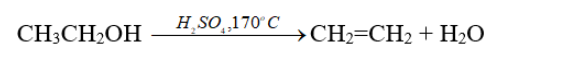 CH₃CH₂OH —H₂SO₄,170°C→ CH₂=CH₂ + H₂O